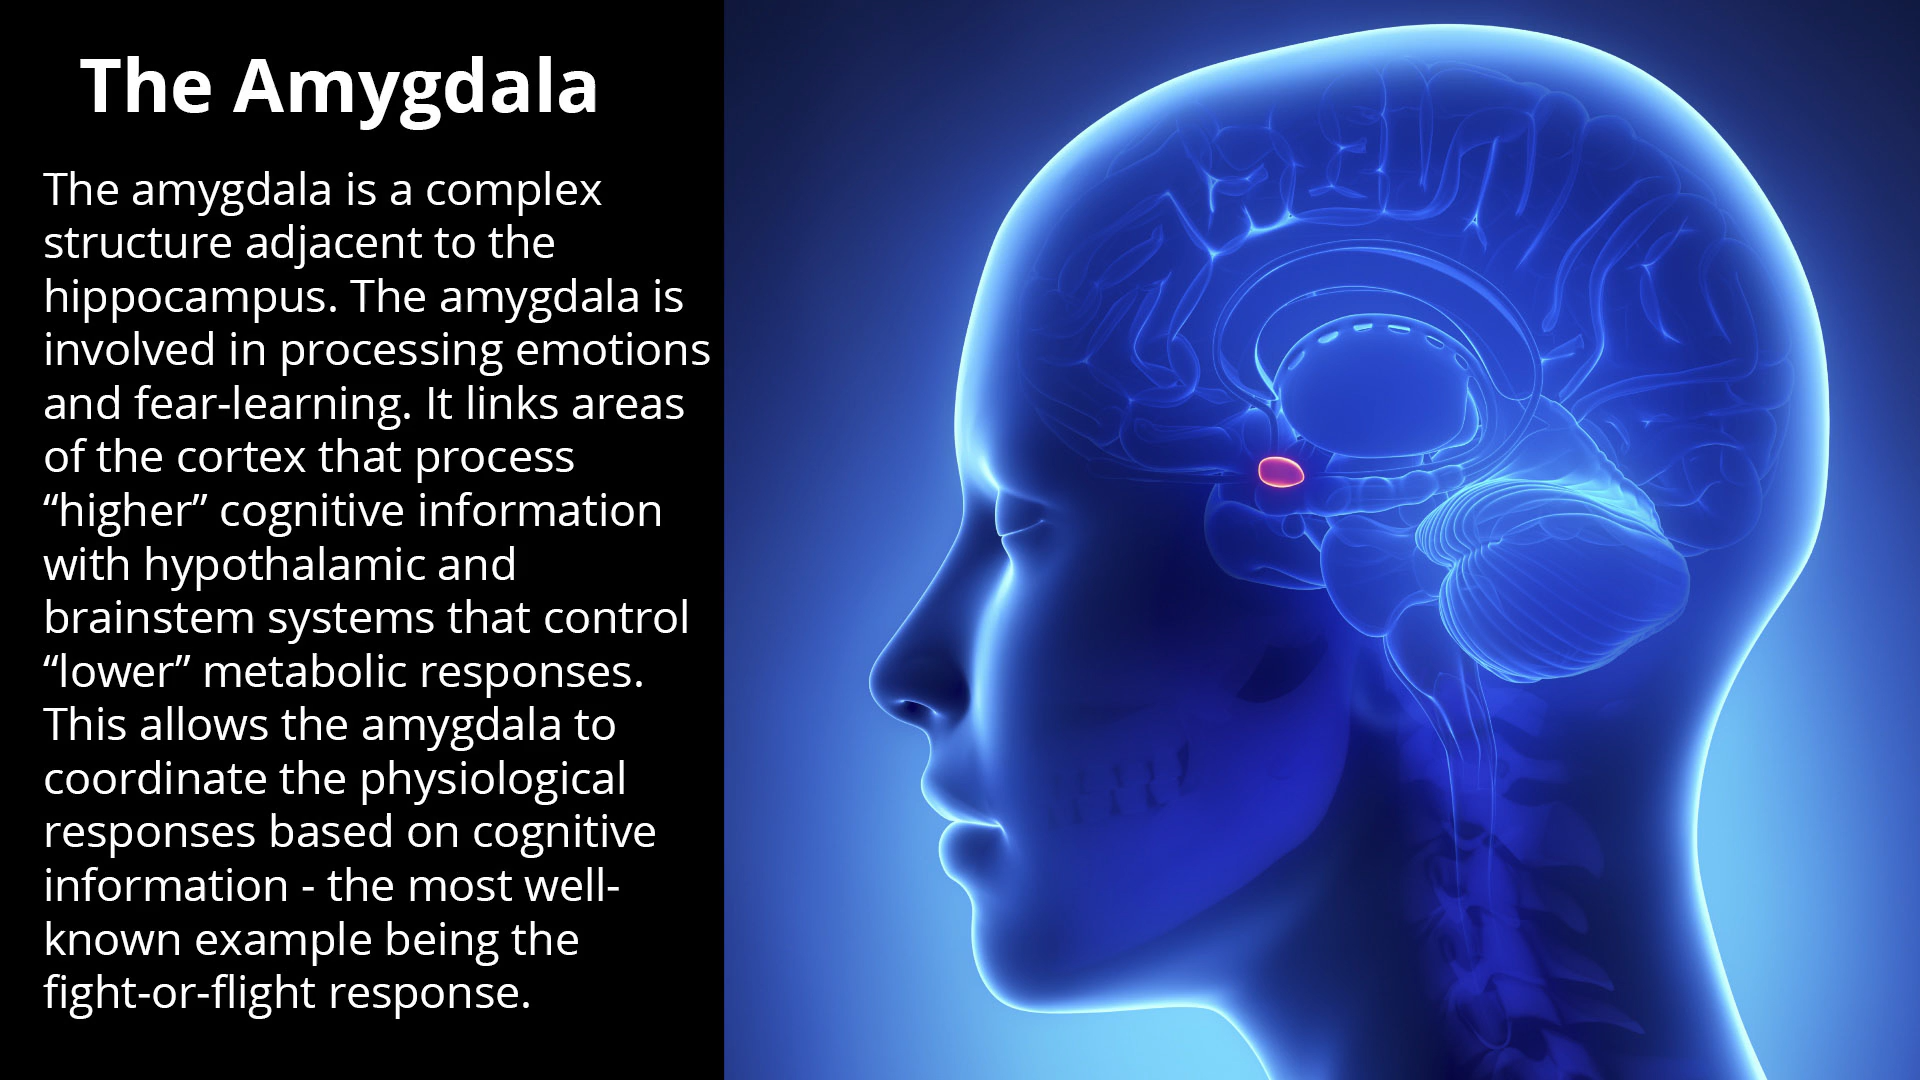 The Amygdala
The amygdala is a complex
structure adjacent to the
hippocampus. The amygdala is
involved in processing emotions
and fear-learning. It links areas
of the cortex that process
“higher” cognitive information
with hypothalamic and
brainstem systems that control
“lower” metabolic responses.
This allows the amygdala to
coordinate the physiological
responses based on cognitive
information - the most well-
known example being the
fight-or-flight response.